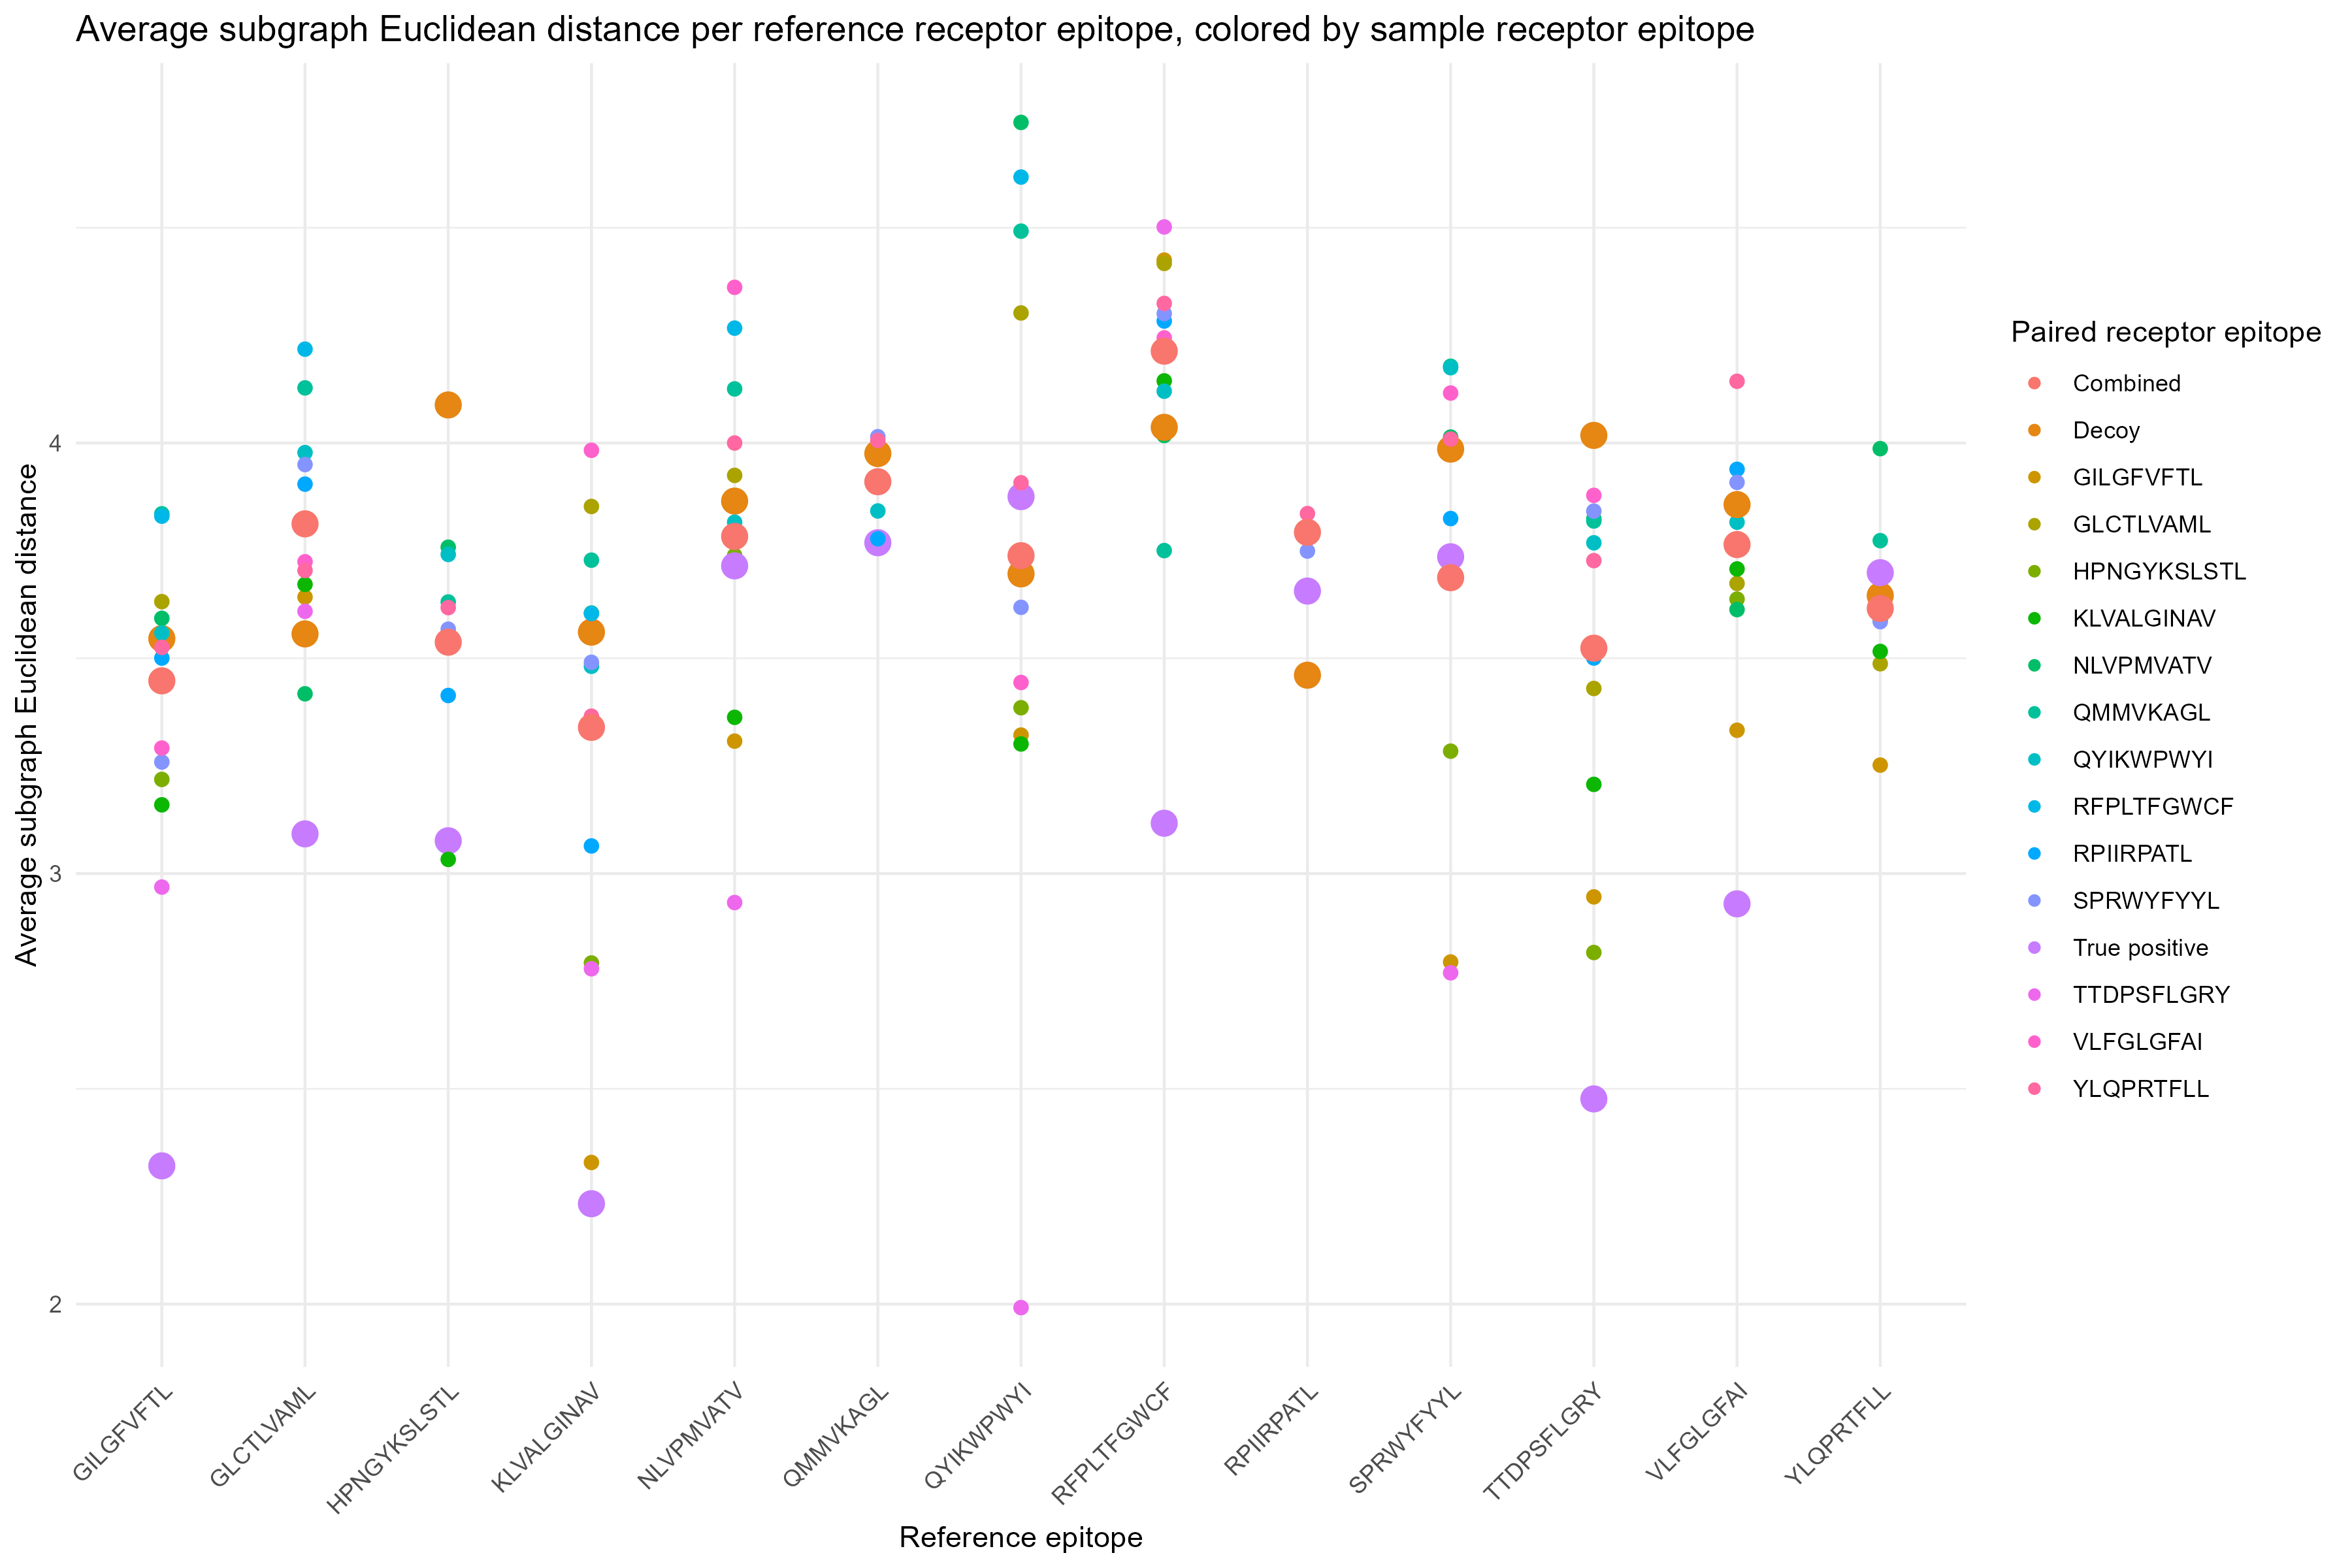 Average subgraph Euclidean distance per reference receptor epitope, colored by sample receptor epitope
Average subgraph Euclidean distance
4
3
2
GILGFVFTL
GLCTLVAML
HPNGYKSLSTL
KLVALGINAV
NLVPMVATV
QMMVKAGL
QYIKWPWYI
RFPLTFGWCF
RPIIRPATL
SPRWYFYYL
TTDPSFLGRY
VLFGLGFAI
YLQPRTFLL
Reference epitope
Paired receptor epitope
Combined
Decoy
GILGFVFTL
GLCTLVAML
HPNGYKSLSTL
KLVALGINAV
NLVPMVATV
QMMVKAGL
QYIKWPWYI
RFPLTFGWCF
RPIIRPATL
SPRWYFYYL
True positive
TTDPSFLGRY
VLFGLGFAI
YLQPRTFLL